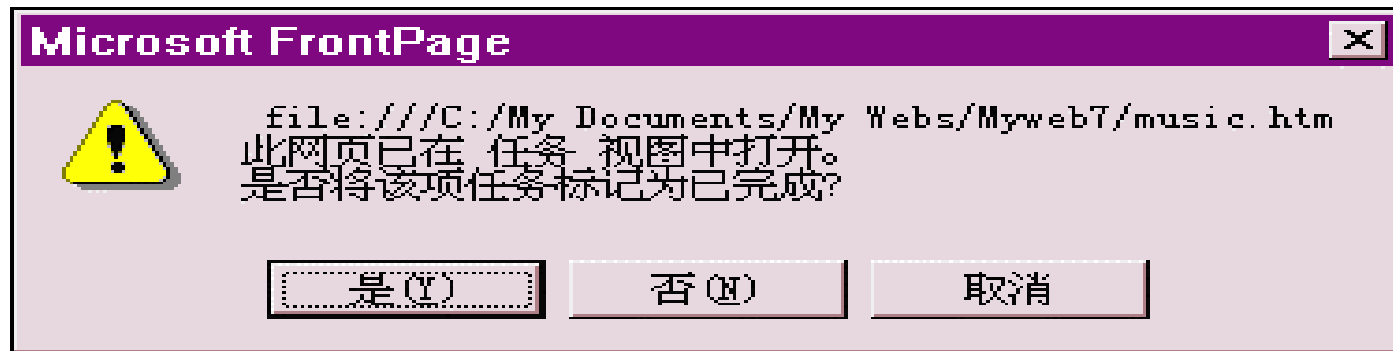 Microsoft FrontPage
file:///C:/My Documents/My Webs/Myweb7/music.htm
此网页已在 任务 视图中打开。
是否将该项任务标记为已完成?
是(Y) 否(N) 取消